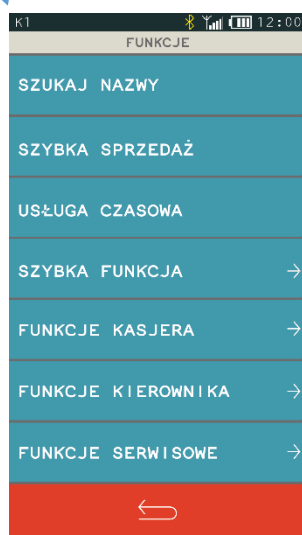 K1 12:00
FUNKCJE
SZUKAJ NAZWY
SZYBKA SPRZEDAŻ
USŁUGA CZASOWA
SZYBKA FUNKCJA
FUNKCJE KASJERA
FUNKCJE KIEROWNIKA
FUNKCJE SERWISOWE